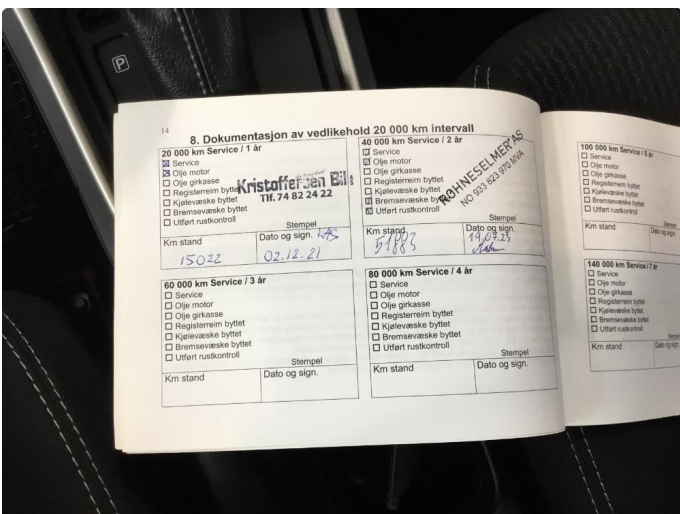 P
14
8. Dokumentasjon av vedlikehold 20 000 km intervall
20 000 km Service / 1 år
Service
Olje motor
Olje girkasse
Registerreim byttet
Kjølevæske byttet
Bremsevæske byttet
Utført rustkontroll
Kristoffersen Bil
Tlf. 74 82 24 22
Stempel
Km stand
Dato og sign.
15022
02.12.21
40 000 km Service / 2 år
Service
Olje motor
Olje girkasse
Registerreim byttet
Kjølevæske byttet
Bremsevæske byttet
Utført rustkontroll
RØHNESELMER AS
NO 933 823 970 MVA
Stempel
Km stand
Dato og sign.
51883
19.07.23
60 000 km Service / 3 år
Service
Olje motor
Olje girkasse
Registerreim byttet
Kjølevæske byttet
Bremsevæske byttet
Utført rustkontroll
Stempel
Km stand
Dato og sign.
80 000 km Service / 4 år
Service
Olje motor
Olje girkasse
Registerreim byttet
Kjølevæske byttet
Bremsevæske byttet
Utført rustkontroll
Stempel
Km stand
Dato og sign.
100 000 km Service / 5 år
Service
Olje motor
Olje girkasse
Registerreim byttet
Kjølevæske byttet
Bremsevæske byttet
Utført rustkontroll
Km stand
140 000 km Service / 7 år
Service
Olje motor
Olje girkasse
Registerreim byttet
Kjølevæske byttet
Bremsevæske byttet
Utført rustkontroll
Km stand
Dato og sign.